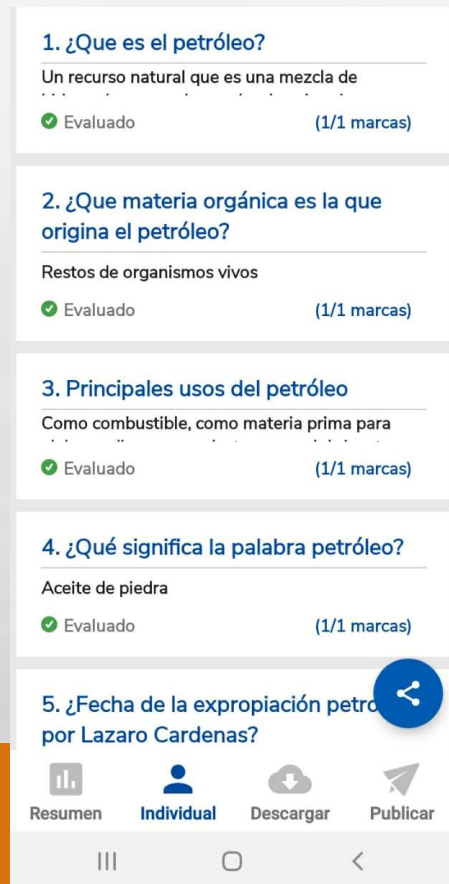 1. ¿Que es el petróleo?
Un recurso natural que es una mezcla de
Evaluado (1/1 marcas)
2. ¿Que materia orgánica es la que
origina el petróleo?
Restos de organismos vivos
Evaluado (1/1 marcas)
3. Principales usos del petróleo
Como combustible, como materia prima para
Evaluado (1/1 marcas)
4. ¿Qué significa la palabra petróleo?
Aceite de piedra
Evaluado (1/1 marcas)
5. ¿Fecha de la expropiación petro
por Lazaro Cardenas?
Resumen Individual Descargar Publicar